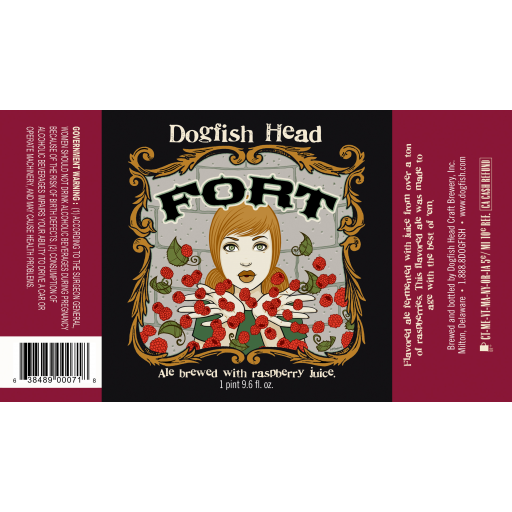 GOVERNMENT WARNING: (1) ACCORDING TO THE SURGEON GENERAL
WOMEN SHOULD NOT DRINK ALCOHOLIC BEVERAGES DURING PREGNANCY
BECAUSE OF THE RISK OF BIRTH DEFECTS. (2) CONSUMPTION OF
ALCOHOLIC BEVERAGES IMPAIRS YOUR ABILITY TO DRIVE A CAR OR
OPERATE MACHINERY, AND MAY CAUSE HEALTH PROBLEMS.
6 38489 00071 6
Dogfish Head
FORT
Ale brewed with raspberry juice.
1 pint 9.6 fl. oz.
Flavored ale fermented with juice from over a ton
of raspberries. This flavored ale was made to
age with the best of 'em.
Brewed and bottled by Dogfish Head Craft Brewery, Inc.
Milton, Delaware • 1.888.8DOGFISH • www.dogfish.com
CT-ME-VT-MA-NY-OR-IA 5¢/ MI 10¢ REF. CA CASH REFUND